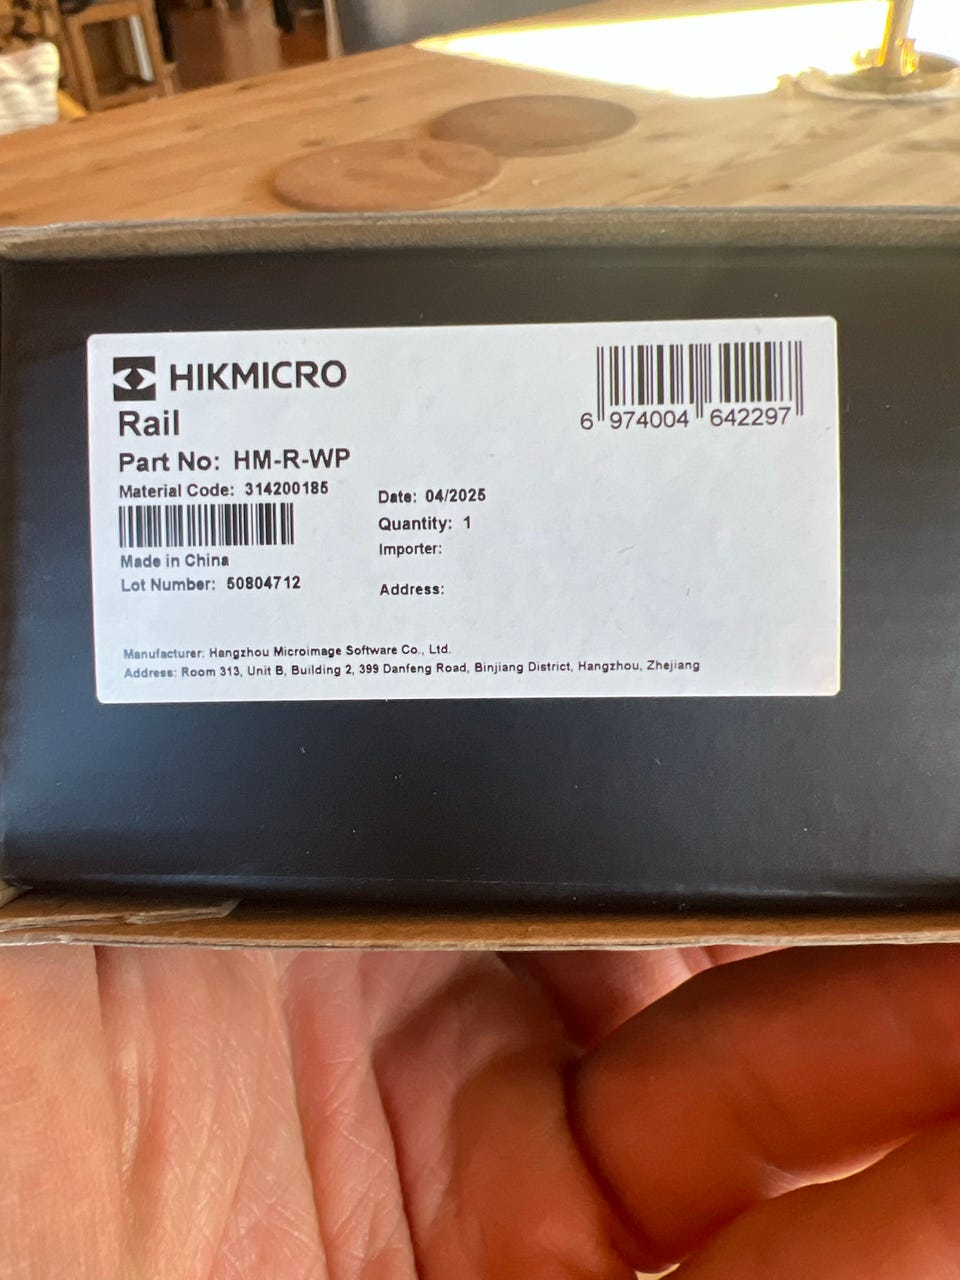 HIKMICRO
Rail
Part No: HM-R-WP
Material Code: 314200185
Made in China
Lot Number: 50804712
Date: 04/2025
Quantity: 1
Importer:
Address:
6 974004 642297
Manufacturer: Hangzhou Microimage Software Co., Ltd.
Address: Room 313, Unit B, Building 2, 399 Danfeng Road, Binjiang District, Hangzhou, Zhejiang